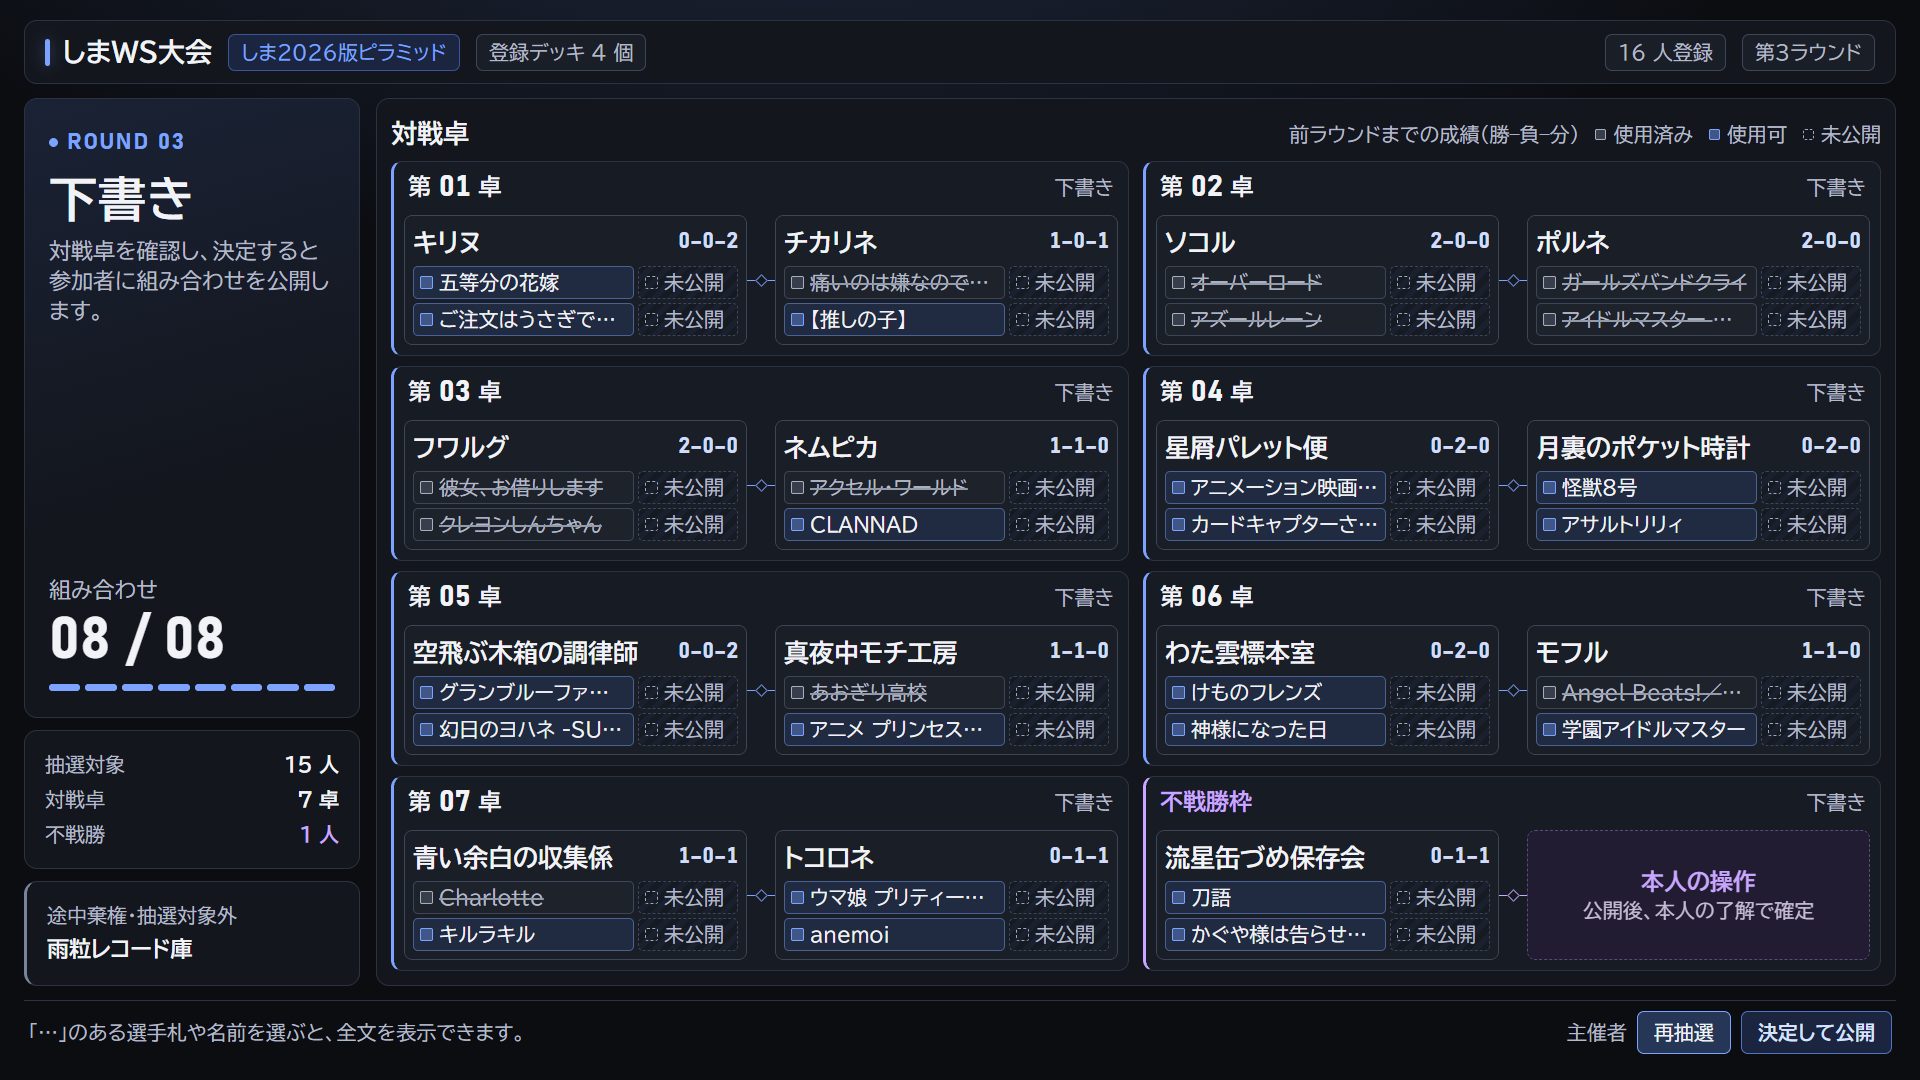 しまWS大会
しま2026版ピラミッド
登録デッキ 4 個
16 人登録
第3ラウンド
ROUND 03
下書き
対戦卓を確認し、決定すると
参加者に組み合わせを公開し
ます。
組み合わせ
08 / 08
抽選対象 15 人
対戦卓 7 卓
不戦勝 1 人
途中棄権・抽選対象外
雨粒レコード庫
対戦卓
前ラウンドまでの成績(勝–負–分) 使用済み 使用可 未公開
第 01 卓 下書き
キリヌ 0-0-2
五等分の花嫁 未公開
ご注文はうさぎで… 未公開
チカリネ 1-0-1
痛いのは嫌なので… 未公開
【推しの子】 未公開
第 02 卓 下書き
ソコル 2-0-0
オーバーロード 未公開
アズールレーン 未公開
ポルネ 2-0-0
ガールズバンドクライ 未公開
アイドルマスター … 未公開
第 03 卓 下書き
フワルグ 2-0-0
彼女、お借りします 未公開
クレヨンしんちゃん 未公開
ネムピカ 1-1-0
アクセル・ワールド 未公開
CLANNAD 未公開
第 04 卓 下書き
星屑パレット便 0-2-0
アニメーション映画… 未公開
カードキャプターさ… 未公開
月裏のポケット時計 0-2-0
怪獣8号 未公開
アサルトリリィ 未公開
第 05 卓 下書き
空飛ぶ木箱の調律師 0-0-2
グランブルーファ… 未公開
幻日のヨハネ -SU… 未公開
真夜中モチ工房 1-1-0
あおぎり高校 未公開
アニメ プリンセス… 未公開
第 06 卓 下書き
わた雲標本室 0-2-0
けものフレンズ 未公開
神様になった日 未公開
モフル 1-1-0
Angel Beats!／… 未公開
学園アイドルマスター 未公開
第 07 卓 下書き
青い余白の収集係 1-0-1
Charlotte 未公開
キルラキル 未公開
トコロネ 0-1-1
ウマ娘 プリティー… 未公開
anemoi 未公開
不戦勝枠 下書き
流星缶づめ保存会 0-1-1
刀語 未公開
かぐや様は告らせ… 未公開
本人の操作
公開後、本人の了解で確定
「…」のある選手札や名前を選ぶと、全文を表示できます。
主催者
再抽選
決定して公開